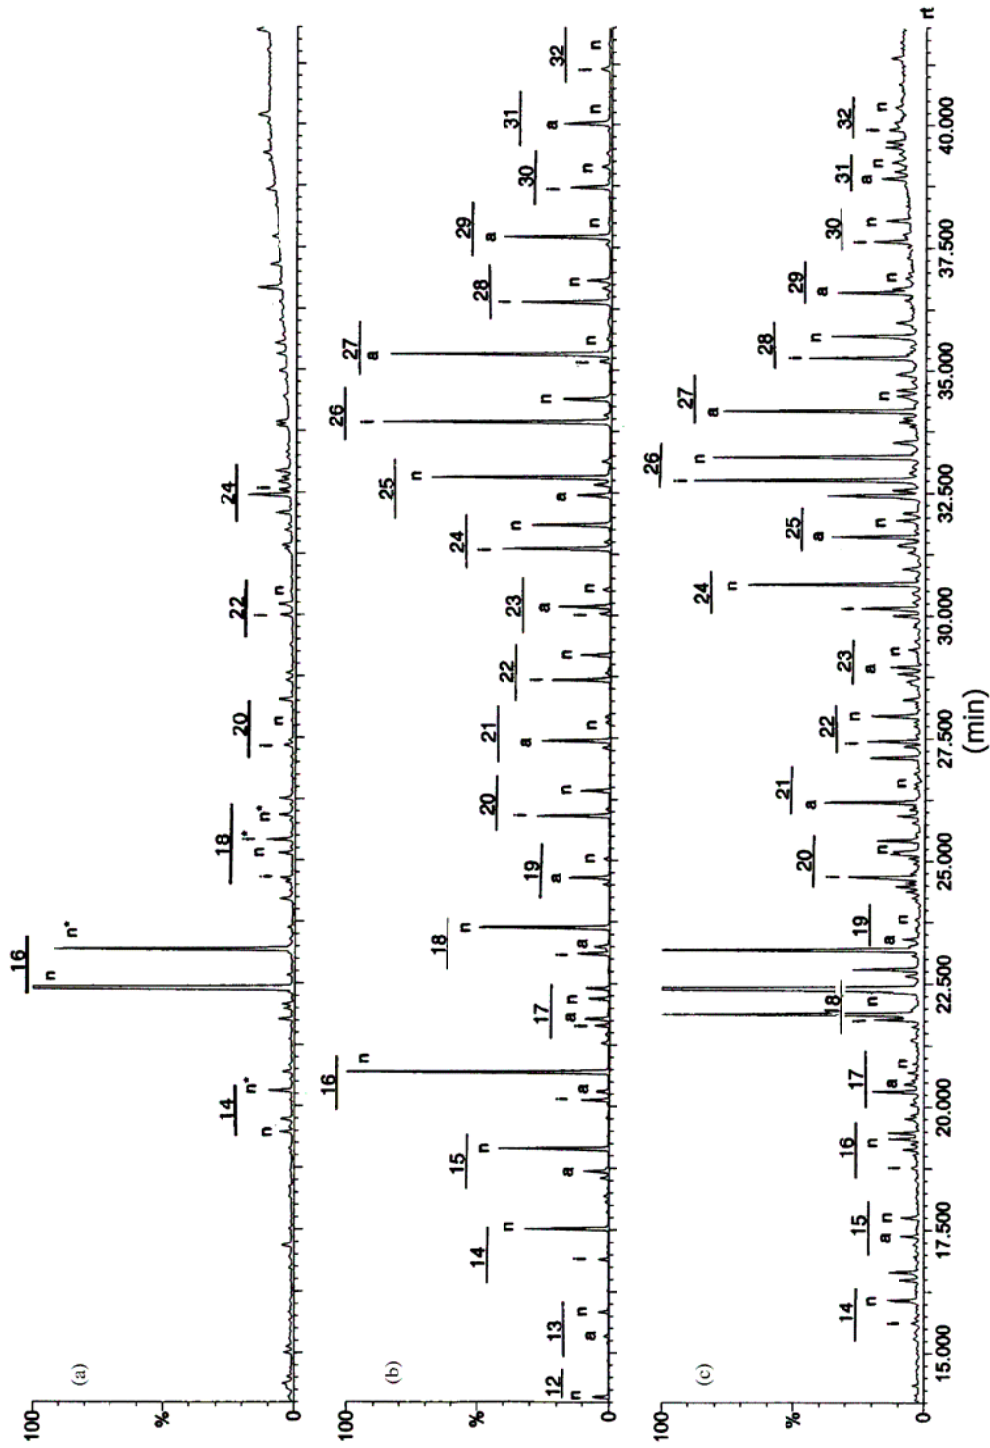 100
(a)
14 16 18 20 22 24
n n* n n* i n i* n* i n i n i
%
0
100
(b)
12 13 14 15 16 17 18 19 20 21 22 23 24 25 26 27 28 29 30 31 32
n a n i n a n i a n i a n i a n a n i n a n i n i a n i n a n i n i a n i n a n i n a n i n
%
0
100
(c)
14 15 16 17 18 19 20 21 22 23 24 25 26 27 28 29 30 31 32
i n a n i n a n i n a n i n a n i n a n i n a n i n a n i n a n i n a n i n
%
0
15.000 17.500 20.000 22.500 25.000 27.500 30.000 32.500 35.000 37.500 40.000 rt
(min)